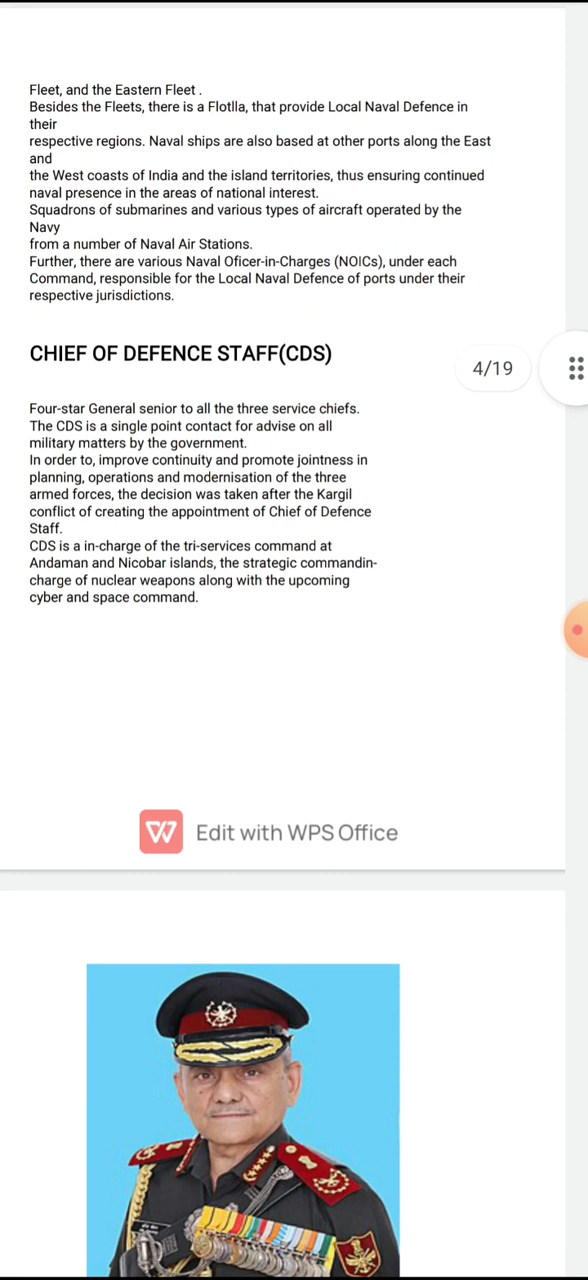 Fleet, and the Eastern Fleet .
Besides the Fleets, there is a Flotlla, that provide Local Naval Defence in
their
respective regions. Naval ships are also based at other ports along the East
and
the West coasts of India and the island territories, thus ensuring continued
naval presence in the areas of national interest.
Squadrons of submarines and various types of aircraft operated by the
Navy
from a number of Naval Air Stations.
Further, there are various Naval Oficer-in-Charges (NOICs), under each
Command, responsible for the Local Naval Defence of ports under their
respective jurisdictions.
CHIEF OF DEFENCE STAFF(CDS)
4/19
Four-star General senior to all the three service chiefs.
The CDS is a single point contact for advise on all
military matters by the government.
In order to, improve continuity and promote jointness in
planning, operations and modernisation of the three
armed forces, the decision was taken after the Kargil
conflict of creating the appointment of Chief of Defence
Staff.
CDS is a in-charge of the tri-services command at
Andaman and Nicobar islands, the strategic commandin-
charge of nuclear weapons along with the upcoming
cyber and space command.
Edit with WPS Office